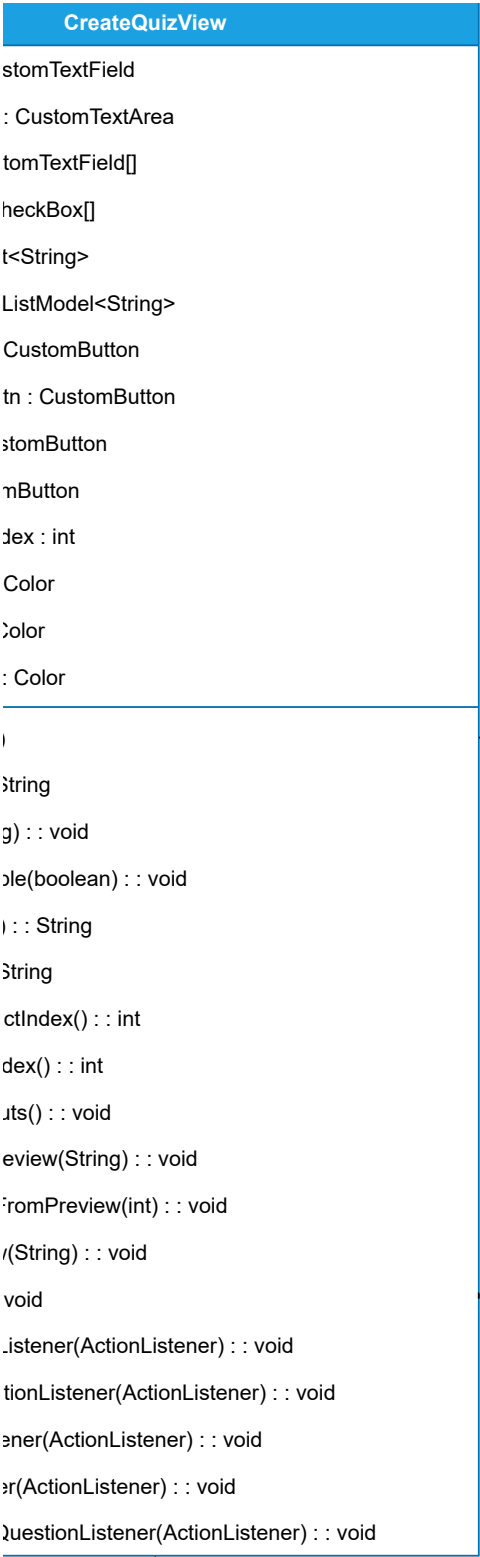 CreateQuizView
stomTextField
: CustomTextArea
tomTextField[]
heckBox[]
t<String>
ListModel<String>
CustomButton
tn : CustomButton
stomButton
mButton
dex : int
Color
Color
: Color
)
String
g) : : void
ble(boolean) : : void
) : : String
String
ctIndex() : : int
dex() : : int
uts() : : void
eview(String) : : void
FromPreview(int) : : void
(String) : : void
void
Listener(ActionListener) : : void
tionListener(ActionListener) : : void
ener(ActionListener) : : void
er(ActionListener) : : void
QuestionListener(ActionListener) : : void